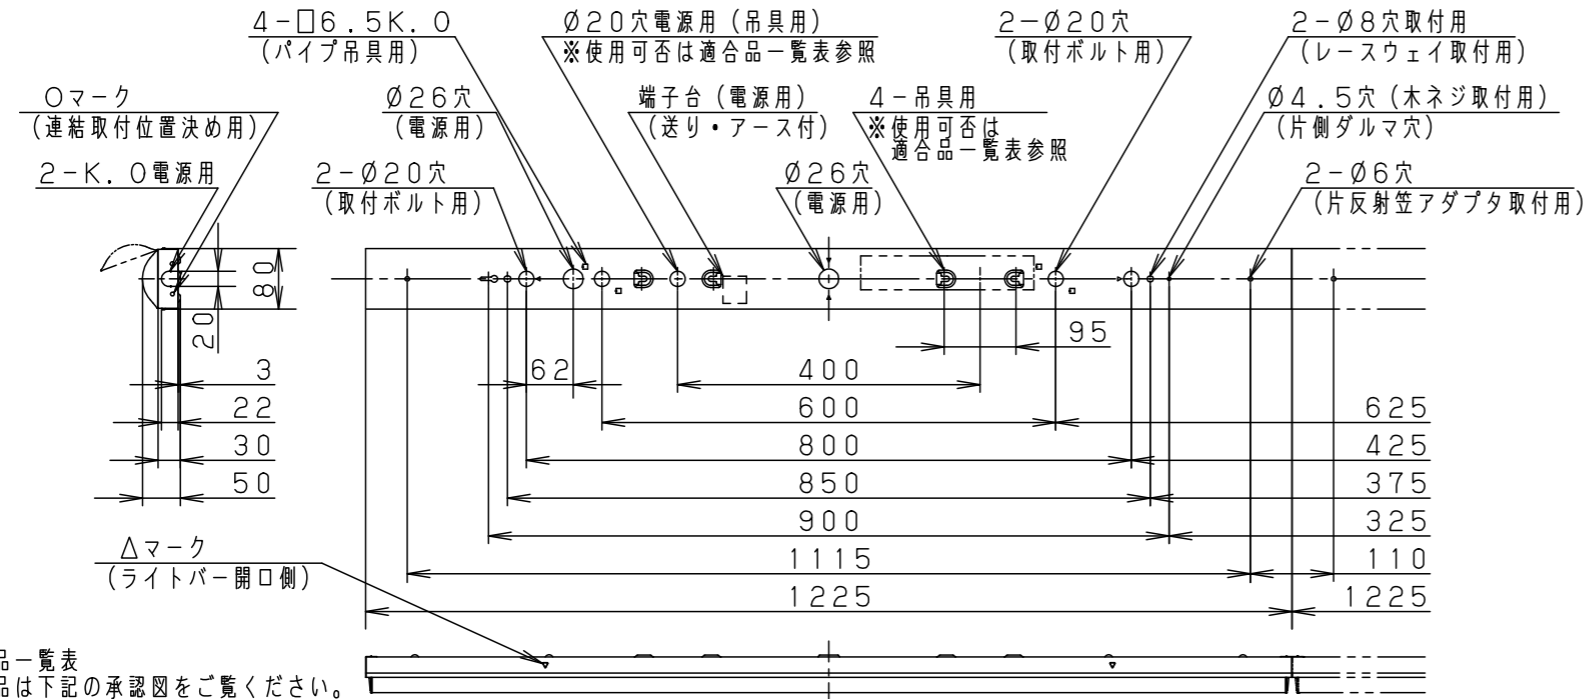 4-□6.5K.O
(パイプ吊具用)
Ø20穴電源用(吊具用)
※使用可否は適合品一覧表参照
2-Ø20穴
(取付ボルト用)
2-Ø8穴取付用
(レースウェイ取付用)
Oマーク
(連結取付位置決め用)
Ø26穴
(電源用)
端子台(電源用)
(送り・アース付)
4-吊具用
※使用可否は
適合品一覧表参照
Ø4.5穴(木ネジ取付用)
(片側ダルマ穴)
2-K.O電源用
2-Ø20穴
(取付ボルト用)
Ø26穴
(電源用)
2-Ø6穴
(片反射笠アダプタ取付用)
80
20
3
22
30
50
95
62
400
600
625
800
425
850
375
900
325
1115
110
1225
1225
△マーク
(ライトバー開口側)
品一覧表
品は下記の承認図をご覧ください。